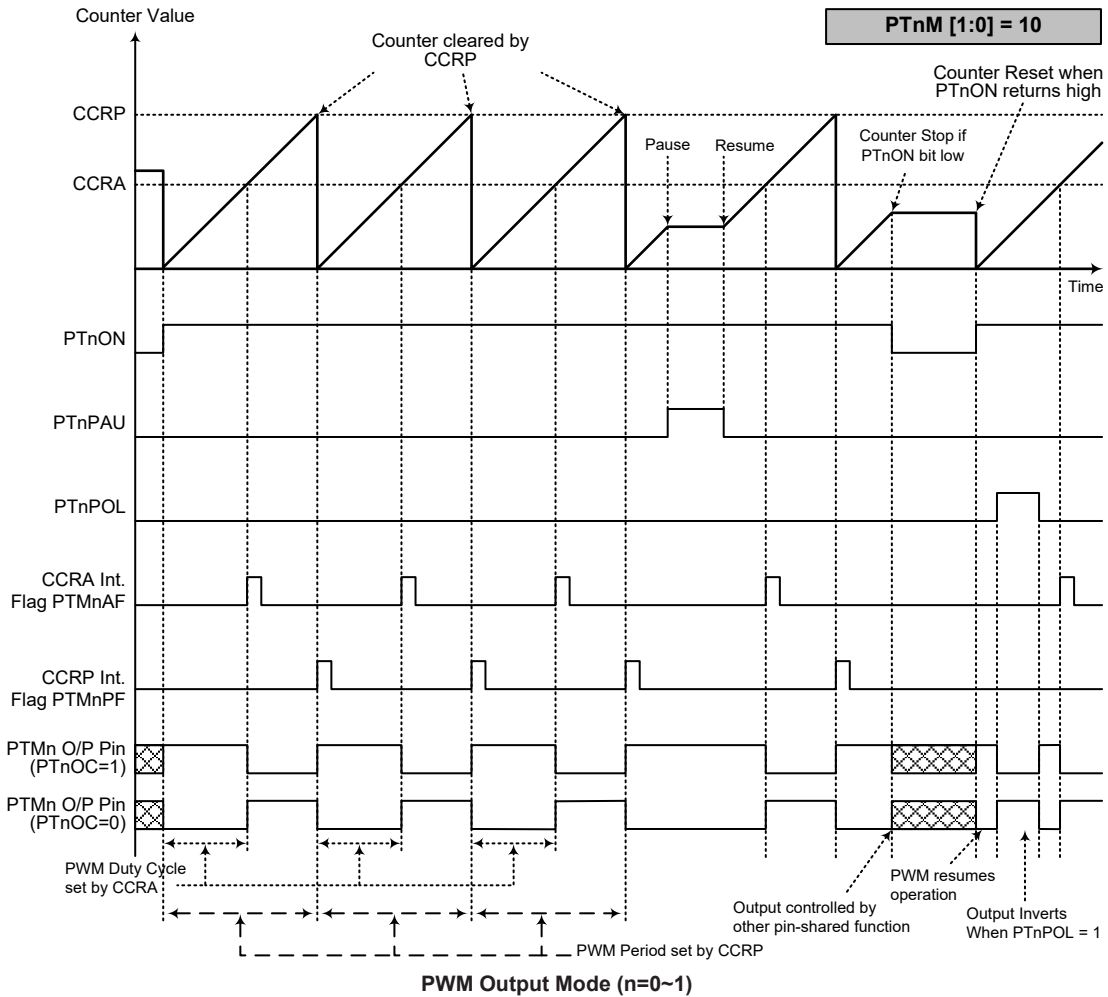 Counter Value
PTnM [1:0] = 10
Counter cleared by
CCRP
Counter Reset when
PTnON returns high
CCRP
Counter Stop if
PTnON bit low
Pause
Resume
CCRA
Time
PTnON
PTnPAU
PTnPOL
CCRA Int.
Flag PTMnAF
CCRP Int.
Flag PTMnPF
PTMn O/P Pin
(PTnOC=1)
PTMn O/P Pin
(PTnOC=0)
PWM Duty Cycle
set by CCRA
PWM resumes
operation
Output controlled by
other pin-shared function
Output Inverts
When PTnPOL = 1
PWM Period set by CCRP
PWM Output Mode (n=0~1)